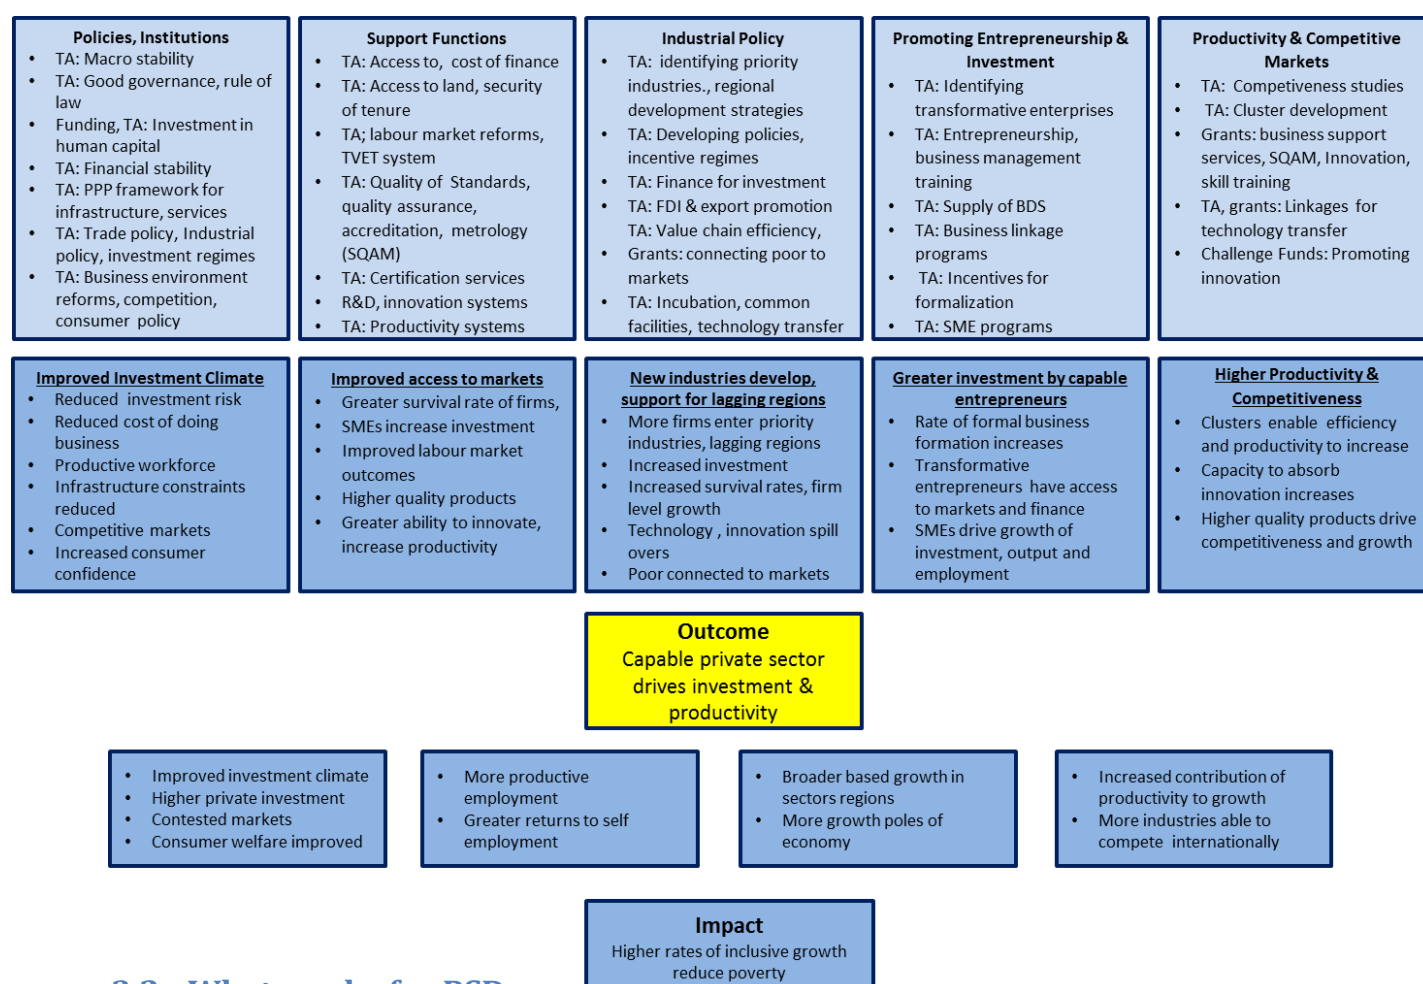 Policies, Institutions
• TA: Macro stability
• TA: Good governance, rule of
law
• Funding, TA: Investment in
human capital
• TA: Financial stability
• TA: PPP framework for
infrastructure, services
• TA: Trade policy, Industrial
policy, investment regimes
• TA: Business environment
reforms, competition,
consumer policy
Support Functions
• TA: Access to, cost of finance
• TA: Access to land, security
of tenure
• TA; labour market reforms,
TVET system
• TA: Quality of Standards,
quality assurance,
accreditation, metrology
(SQAM)
• TA: Certification services
• R&D, innovation systems
• TA: Productivity systems
Industrial Policy
• TA: identifying priority
industries., regional
development strategies
• TA: Developing policies,
incentive regimes
• TA: Finance for investment
• TA: FDI & export promotion
TA: Value chain efficiency,
• Grants: connecting poor to
markets
• TA: Incubation, common
facilities, technology transfer
Promoting Entrepreneurship &
Investment
• TA: Identifying
transformative enterprises
• TA: Entrepreneurship,
business management
training
• TA: Supply of BDS
• TA: Business linkage
programs
• TA: Incentives for
formalization
• TA: SME programs
Productivity & Competitive
Markets
• TA: Competiveness studies
• TA: Cluster development
• Grants: business support
services, SQAM, Innovation,
skill training
• TA, grants: Linkages for
technology transfer
• Challenge Funds: Promoting
innovation
Improved Investment Climate
• Reduced investment risk
• Reduced cost of doing
business
• Productive workforce
• Infrastructure constraints
reduced
• Competitive markets
• Increased consumer
confidence
Improved access to markets
• Greater survival rate of firms,
• SMEs increase investment
• Improved labour market
outcomes
• Higher quality products
• Greater ability to innovate,
increase productivity
New industries develop,
support for lagging regions
• More firms enter priority
industries, lagging regions
• Increased investment
• Increased survival rates, firm
level growth
• Technology , innovation spill
overs
• Poor connected to markets
Greater investment by capable
entrepreneurs
• Rate of formal business
formation increases
• Transformative
entrepreneurs have access
to markets and finance
• SMEs drive growth of
investment, output and
employment
Higher Productivity &
Competitiveness
• Clusters enable efficiency
and productivity to increase
• Capacity to absorb
innovation increases
• Higher quality products drive
competitiveness and growth
Outcome
Capable private sector
drives investment &
productivity
• Improved investment climate
• Higher private investment
• Contested markets
• Consumer welfare improved
• More productive
employment
• Greater returns to self
employment
• Broader based growth in
sectors regions
• More growth poles of
economy
• Increased contribution of
productivity to growth
• More industries able to
compete internationally
Impact
Higher rates of inclusive growth
reduce poverty